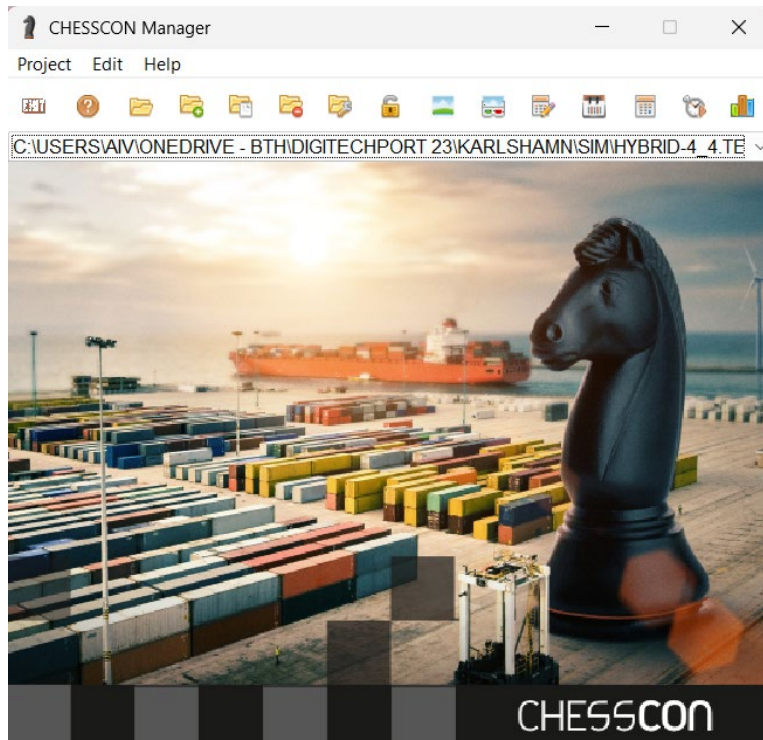 CHESSCON Manager
Project Edit Help
C:\USERS\AIV\ONEDRIVE - BTH\DIGITECHPORT 23\KARLSHAMN\SIM\HYBRID-4_4.TE
CHESSCON